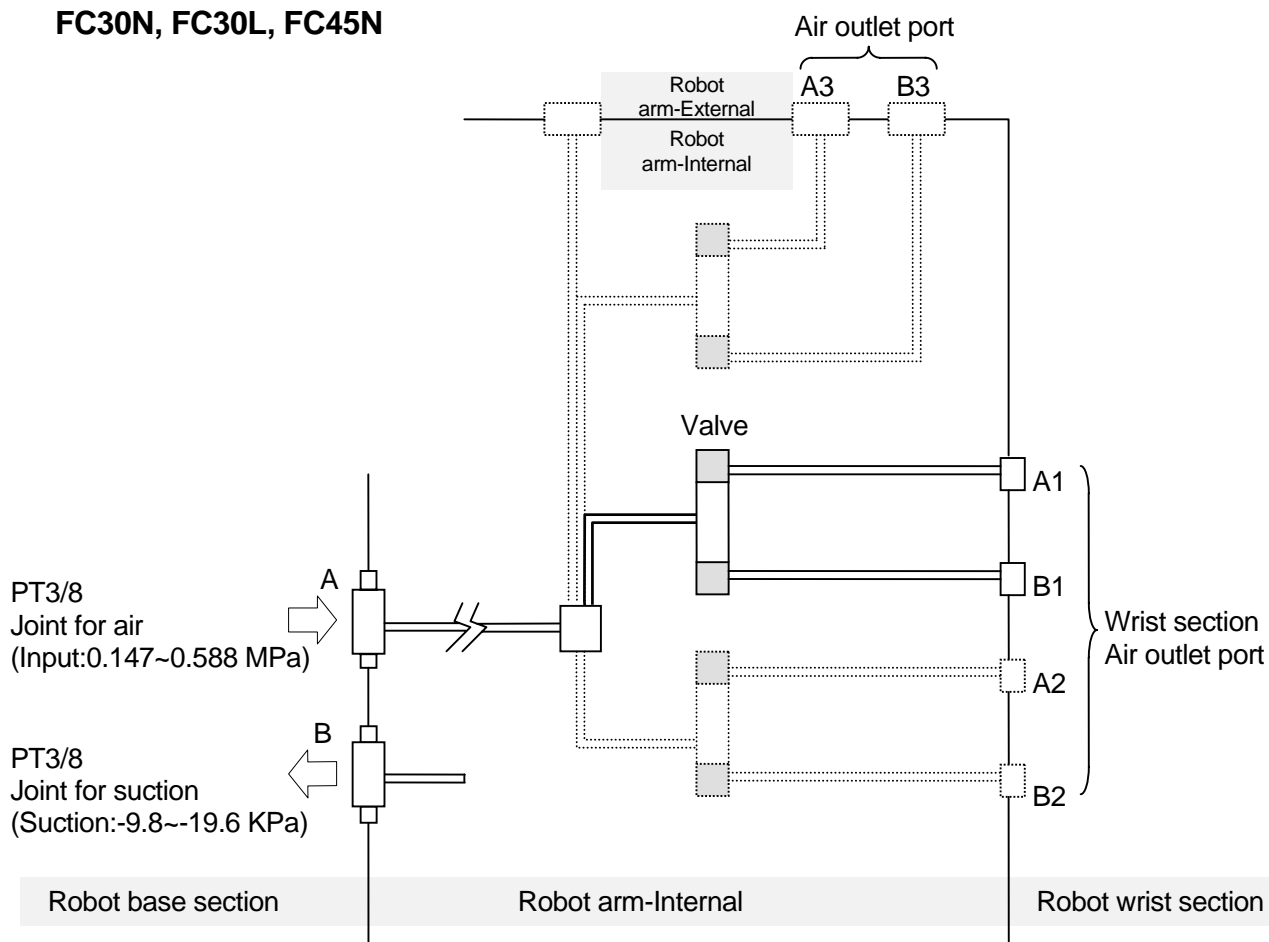 FC30N, FC30L, FC45N
Air outlet port
Robot
arm-External
A3
B3
Robot
arm-Internal
Valve
A1
B1
A
PT3/8
Joint for air
(Input:0.147~0.588 MPa)
Wrist section
Air outlet port
A2
B
PT3/8
Joint for suction
(Suction:-9.8~-19.6 KPa)
B2
Robot base section
Robot arm-Internal
Robot wrist section